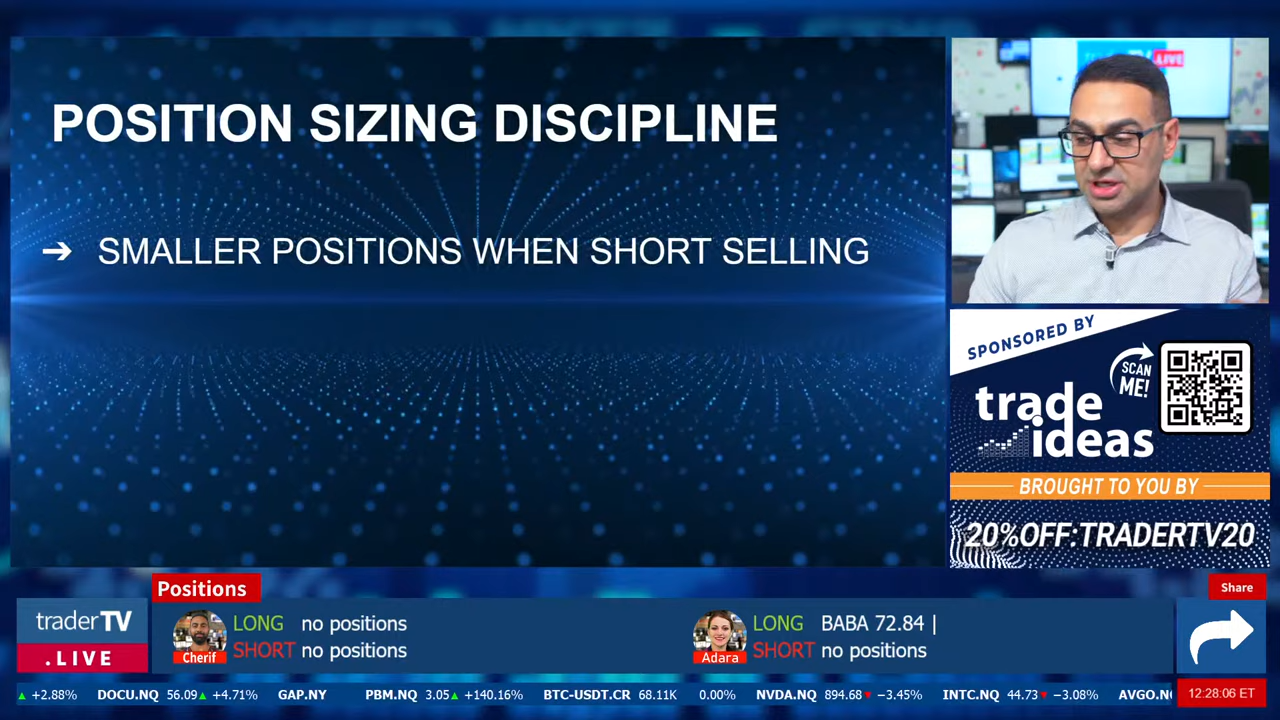 POSITION SIZING DISCIPLINE
➔ SMALLER POSITIONS WHEN SHORT SELLING
.LIVE
SPONSORED BY
SCAN
ME!
trade
ideas
BROUGHT TO YOU BY
20%OFF:TRADERTV20
Positions
Share
traderTV
.LIVE
Cherif
LONG no positions
SHORT no positions
Adara
LONG BABA 72.84 |
SHORT no positions
▲ +2.88% DOCU.NQ 56.09▲ +4.71% GAP.NY PBM.NQ 3.05▲ +140.16% BTC-USDT.CR 68.11K 0.00% NVDA.NQ 894.68▼ −3.45% INTC.NQ 44.73▼ −3.08% AVGO.N
12:28:06 ET